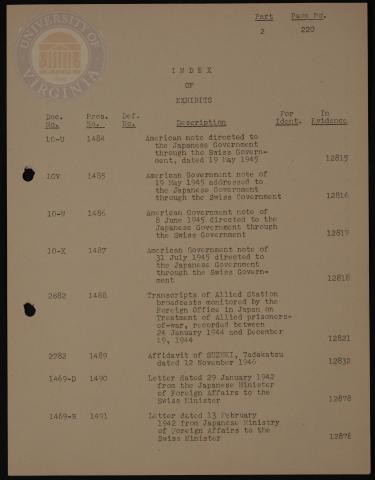 UNIVERSITY OF VIRGINIA
Part Page No.
2 220
INDEX
OF
EXHIBITS
Doc. Pros. Def. For In
No. No. No. Description Ident. Evidence
10-U 1484 American note directed to
the Japanese Government
through the Swiss Govern-
ment, dated 19 May 1945 12815
10V 1485 American Government note of
19 May 1945 addressed to
the Japanese Government
through the Swiss Government 12816
10-W 1486 American Government note of
8 June 1945 directed to the
Japanese Government through
the Swiss Government 12817
10-X 1487 American Government note of
31 July 1945 directed to
the Japanese Government
through the Swiss Govern-
ment 12818
2882 1488 Transcripts of Allied Station
broadcasts monitored by the
Foreign Office in Japan on
Treatment of Allied prisoners-
of-war, recorded between
24 January 1944 and December
19, 1944 12821
2782 1489 Affidavit of SUZUKI, Tadakatsu
dated 12 November 1946 12832
1469-D 1490 Letter dated 29 January 1942
from the Japanese Minister
of Foreign Affairs to the
Swiss Minister 12878
1469-E 1491 Letter dated 13 February
1942 from Japanese Ministry
of Foreign Affairs to the
Swiss Minister 12878